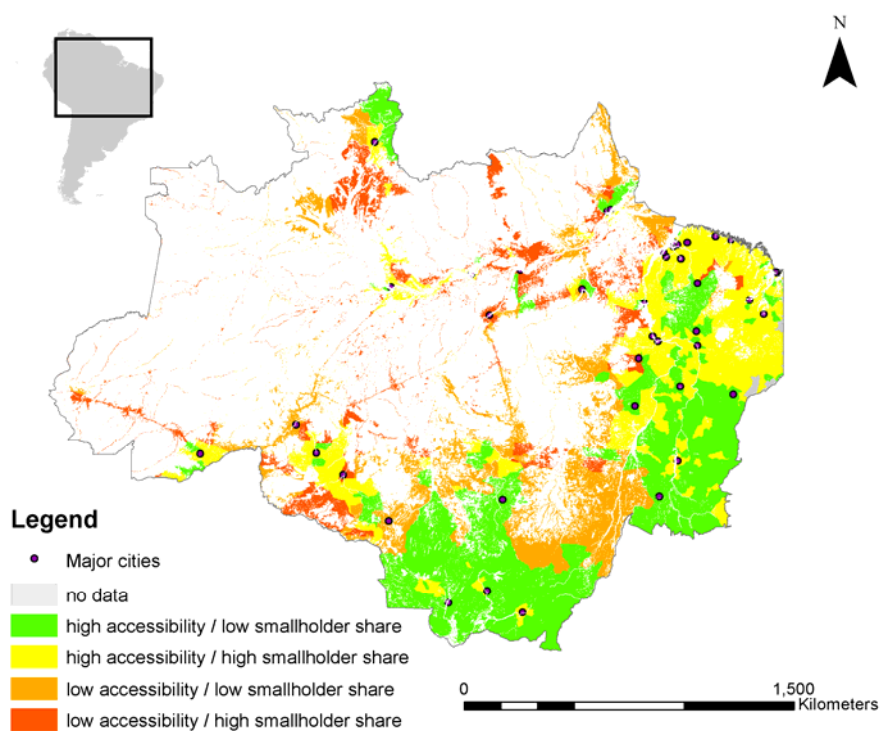 N
Legend
Major cities
no data
high accessibility / low smallholder share
high accessibility / high smallholder share
low accessibility / low smallholder share
low accessibility / high smallholder share
0 1,500
Kilometers